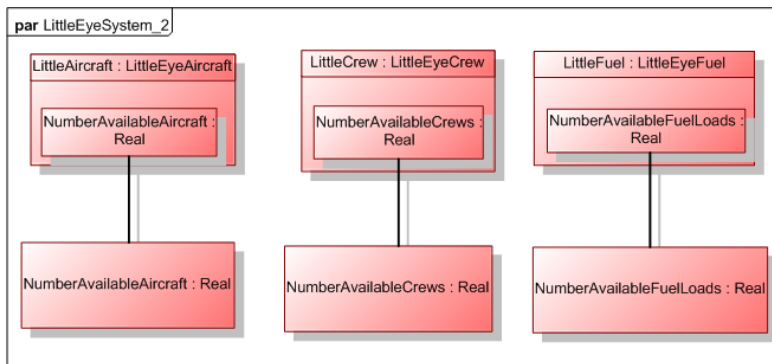 par LittleEyeSystem_2
LittleAircraft : LittleEyeAircraft
NumberAvailableAircraft :
Real
LittleCrew : LittleEyeCrew
NumberAvailableCrews :
Real
LittleFuel : LittleEyeFuel
NumberAvailableFuelLoads :
Real
NumberAvailableAircraft : Real
NumberAvailableCrews : Real
NumberAvailableFuelLoads : Real